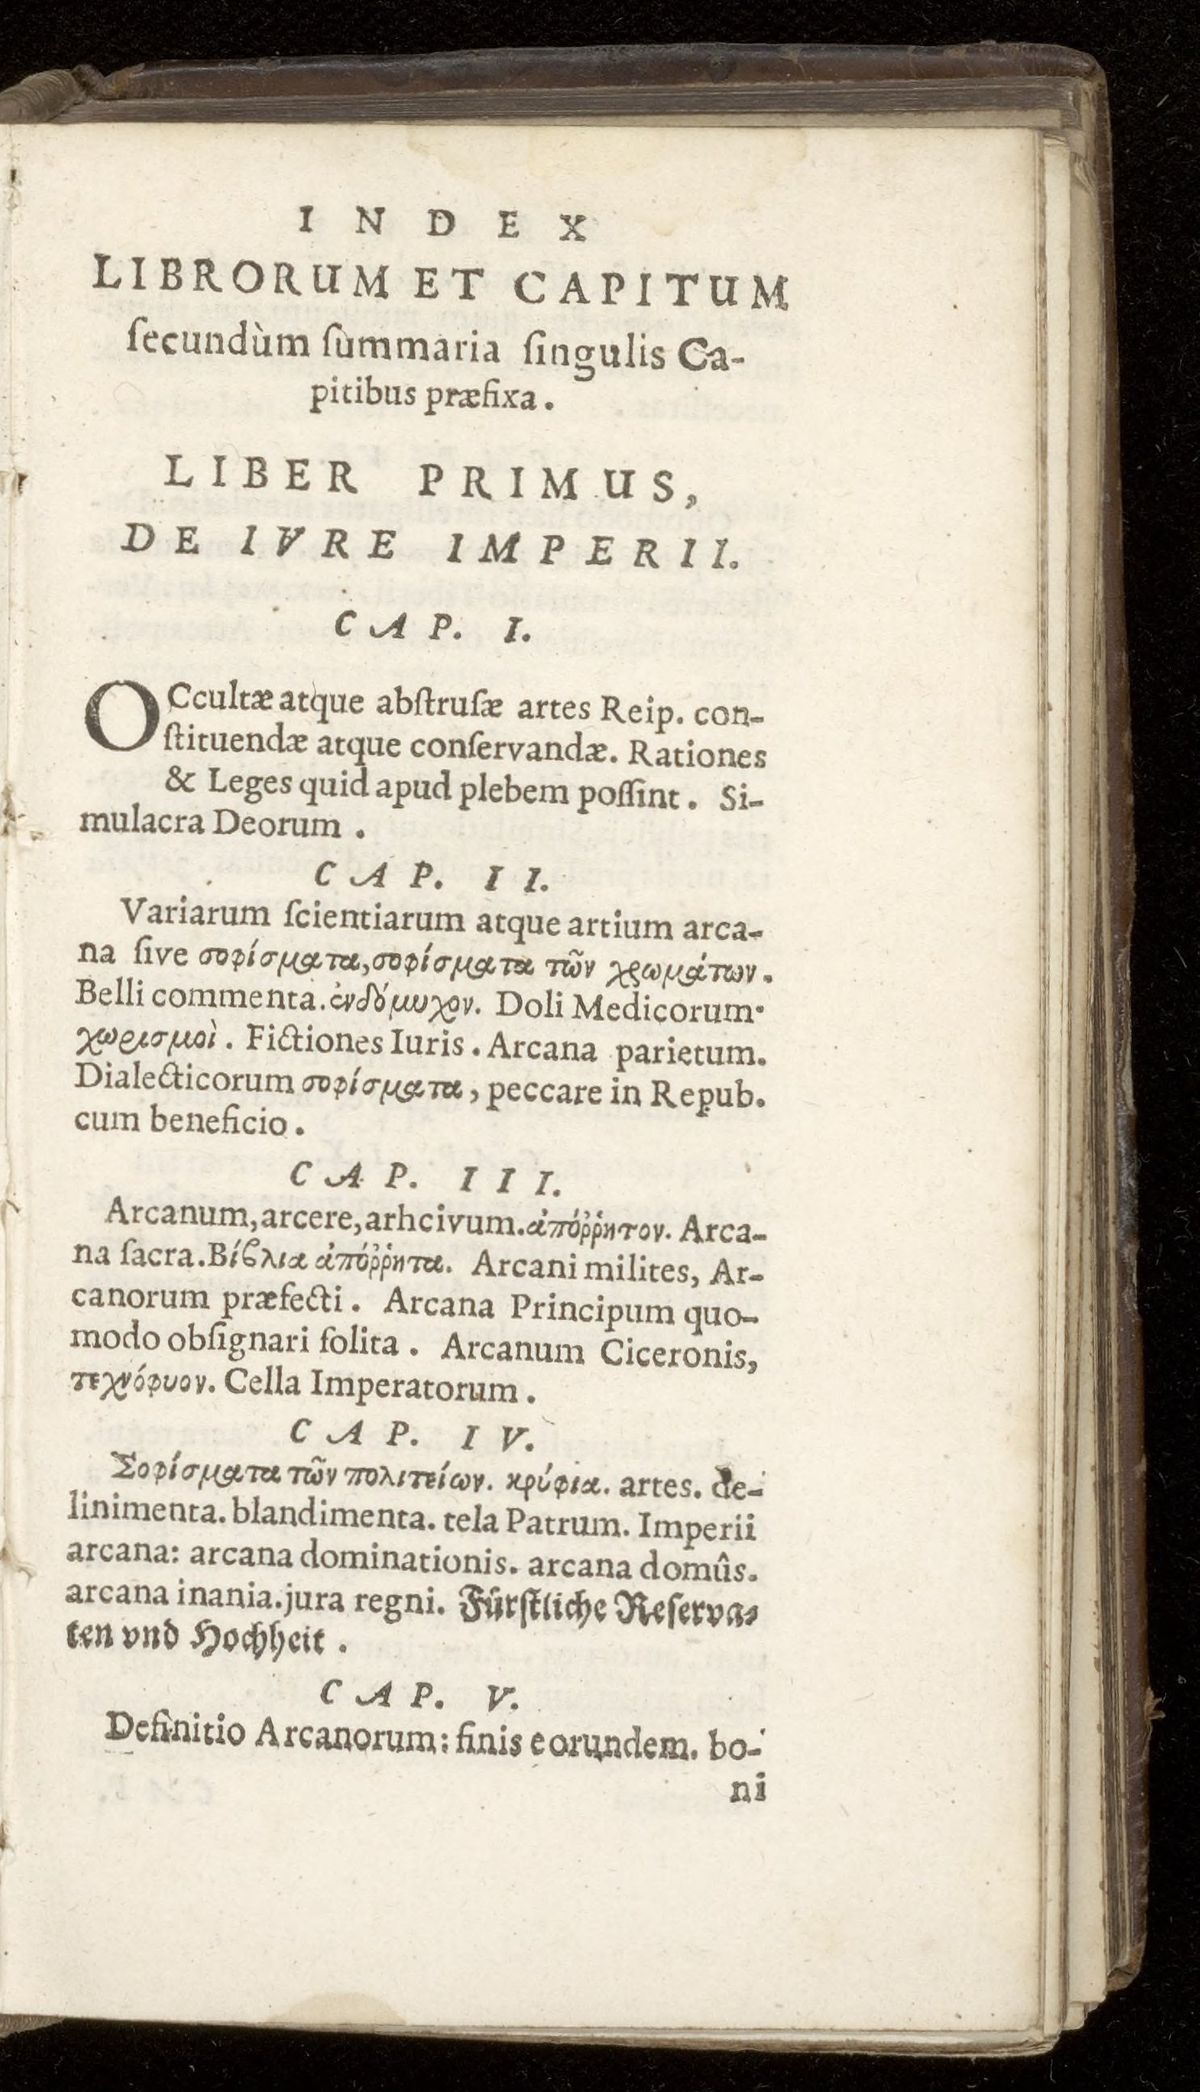 INDEX
LIBRORUM ET CAPITUM
ſecundùm ſummaria ſingulis Ca-
pitibus præfixa.
LIBER PRIMUS,
DE IVRE IMPERII.
CAP. I.
OCcultæ atque abſtruſæ artes Reip. con-
ſtituendæ atque conſervandæ. Rationes
& Leges quid apud plebem poſſint. Si-
mulacra Deorum.
CAP. II.
Variarum ſcientiarum atque artium arca-
na ſive σοφίσματα, σοφίσματα τῶν χρωμάτων.
Belli commenta. ἐνδόμυχον. Doli Medicorum.
χωρισμοὶ. Fictiones Iuris. Arcana parietum.
Dialecticorum σοφίσματα, peccare in Repub.
cum beneficio.
CAP. III.
Arcanum, arcere, arhcivum. ἀπόῤῥητον. Arca-
na ſacra. Βίϐλια ἀπόῤῥητα. Arcani milites, Ar-
canorum præfecti. Arcana Principum quo-
modo obſignari ſolita. Arcanum Ciceronis,
τεχνόφυον. Cella Imperatorum.
CAP. IV.
Σοφίσματα τῶν πολιτείων. κρύφια. artes. de-
linimenta. blandimenta. tela Patrum. Imperii
arcana: arcana dominationis. arcana domûs.
arcana inania. jura regni. Fürſtliche Reſerva-
ten vnd Hochheit.
CAP. V.
Definitio Arcanorum: finis eorundem. bo-
ni